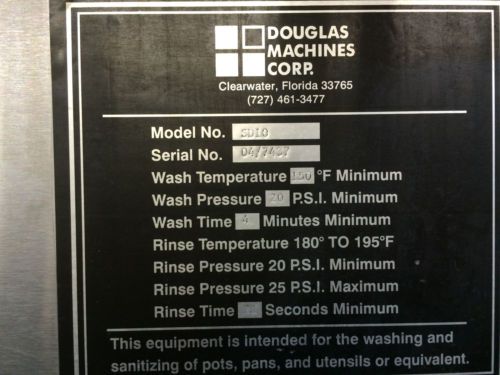 DOUGLAS
MACHINES
CORP.
Clearwater, Florida 33765
(727) 461-3477
Model No. SD10
Serial No. 04/7437
Wash Temperature 150 °F Minimum
Wash Pressure 20 P.S.I. Minimum
Wash Time 4 Minutes Minimum
Rinse Temperature 180° TO 195°F
Rinse Pressure 20 P.S.I. Minimum
Rinse Pressure 25 P.S.I. Maximum
Rinse Time Seconds Minimum
This equipment is intended for the washing and
sanitizing of pots, pans, and utensils or equivalent.